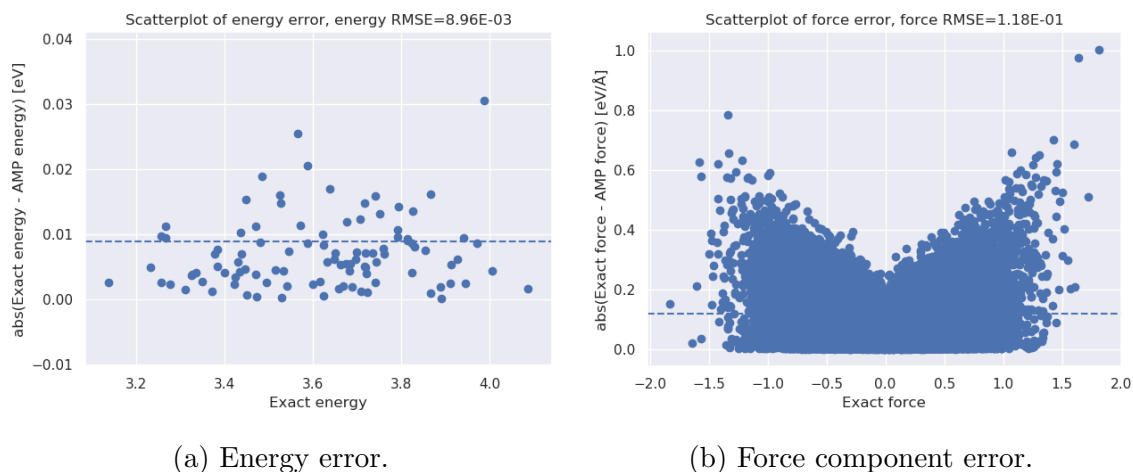 Scatterplot of energy error, energy RMSE=8.96E-03
0.04
0.03
0.02
0.01
0.00
−0.01
abs(Exact energy - AMP energy) [eV]
3.2 3.4 3.6 3.8 4.0
Exact energy
(a) Energy error.
Scatterplot of force error, force RMSE=1.18E-01
1.0
0.8
0.6
0.4
0.2
0.0
abs(Exact force - AMP force) [eV/Å]
−2.0 −1.5 −1.0 −0.5 0.0 0.5 1.0 1.5 2.0
Exact force
(b) Force component error.